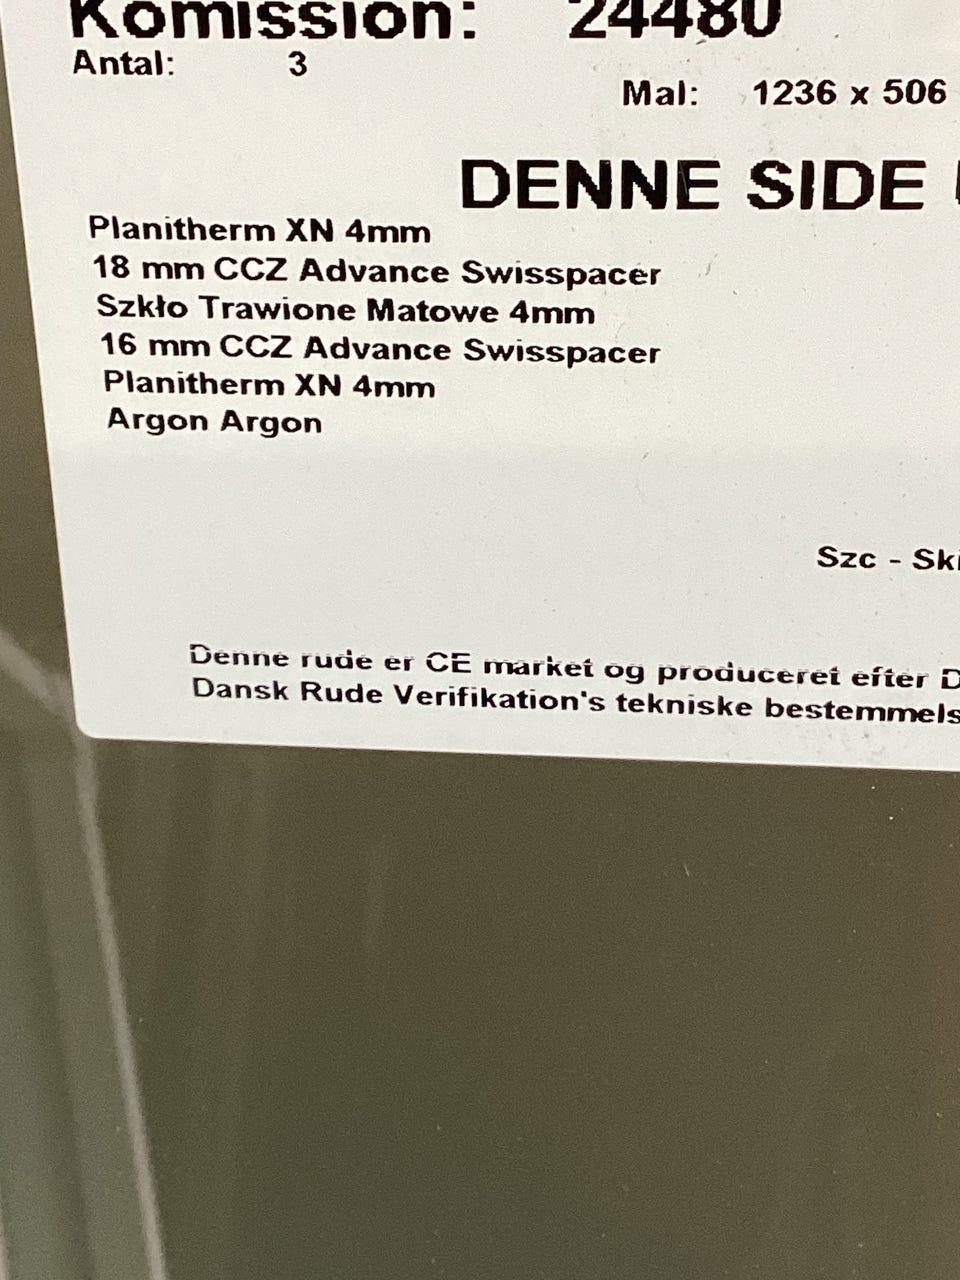 Komission: 24480
Antal: 3
Mal: 1236 x 506
DENNE SIDE
Planitherm XN 4mm
18 mm CCZ Advance Swisspacer
Szkło Trawione Matowe 4mm
16 mm CCZ Advance Swisspacer
Planitherm XN 4mm
Argon Argon
Szc - Ski
Denne rude er CE market og produceret efter D
Dansk Rude Verifikation's tekniske bestemmels